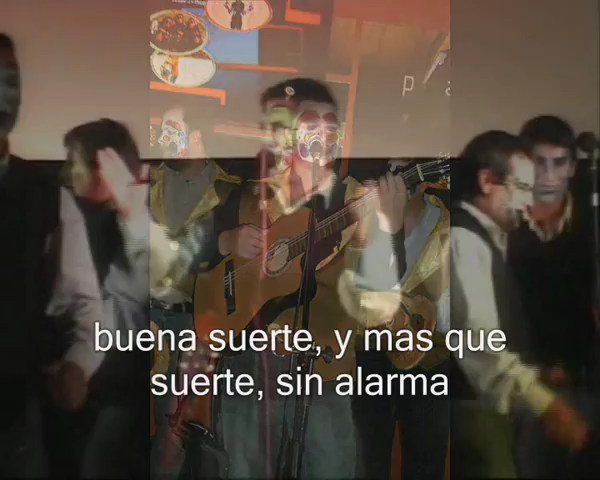 buena suerte, y mas que
suerte, sin alarma